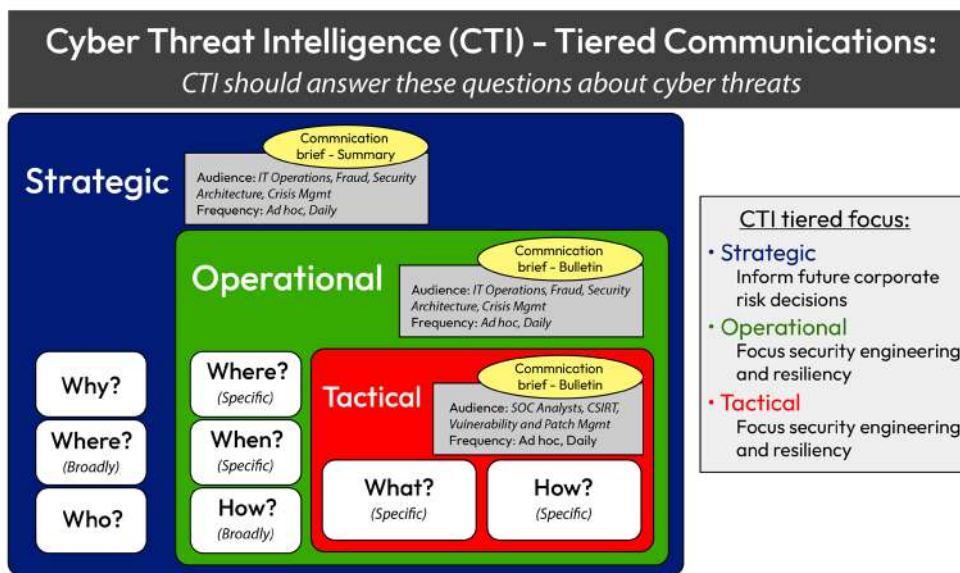 Cyber Threat Intelligence (CTI) - Tiered Communications:
CTI should answer these questions about cyber threats
Strategic
Commnication
brief - Summary
Audience: IT Operations, Fraud, Security
Architecture, Crisis Mgmt
Frequency: Ad hoc, Daily
Why?
Where?
(Broadly)
Who?
Operational
Commnication
brief - Bulletin
Audience: IT Operations, Fraud, Security
Architecture, Crisis Mgmt
Frequency: Ad hoc, Daily
Where?
(Specific)
When?
(Specific)
How?
(Broadly)
Tactical
Commnication
brief - Bulletin
Audience: SOC Analysts, CSIRT,
Vulnerability and Patch Mgmt
Frequency: Ad hoc, Daily
What?
(Specific)
How?
(Specific)
CTI tiered focus:
• Strategic
Inform future corporate
risk decisions
• Operational
Focus security engineering
and resiliency
• Tactical
Focus security engineering
and resiliency